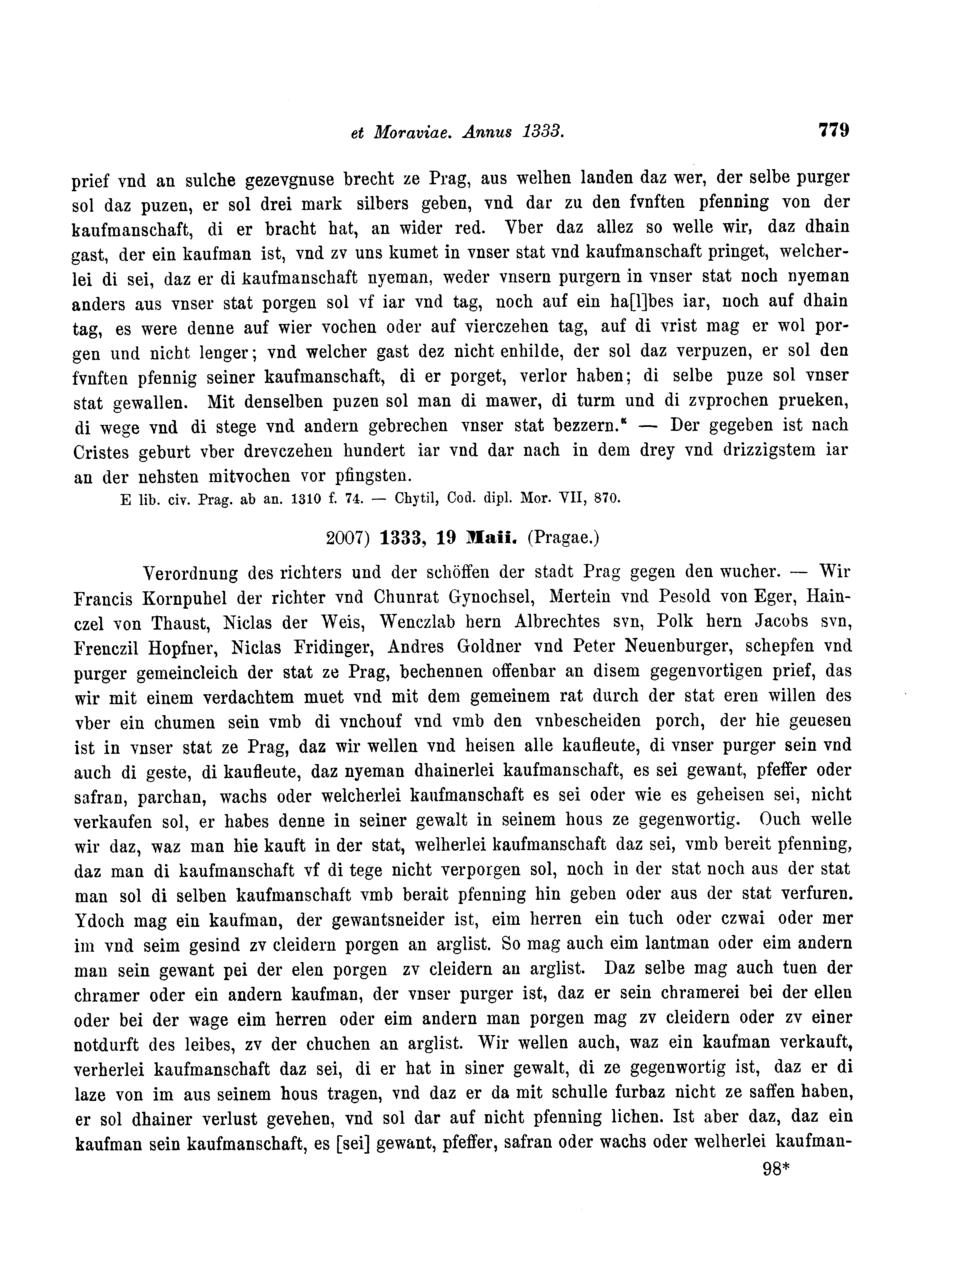 et Moraviae. Annus 1333. 779
prief vnd an sulche gezevgnuse brecht ze Prag, aus welhen landen daz wer, der selbe purger
sol daz puzen, er sol drei mark silbers geben, vnd dar zu den fvnften pfenning von der
kaufmanschaft, di er bracht hat, an wider red. Vber daz allez so welle wir, daz dhain
gast, der ein kaufman ist, vnd zv uns kumet in vnser stat vnd kaufmanschaft pringet, welcher-
lei di sei, daz er di kaufmanschaft nyeman, weder vnsern purgern in vnser stat noch nyeman
anders aus vnser stat porgen sol vf iar vnd tag, noch auf ein ha[l]bes iar, noch auf dhain
tag, es were denne auf wier vochen oder auf vierczehen tag, auf di vrist mag er wol por-
gen und nicht lenger; vnd welcher gast dez nicht enhilde, der sol daz verpuzen, er sol den
fvnften pfennig seiner kaufmanschaft, di er porget, verlor haben; di selbe puze sol vnser
stat gewallen. Mit denselben puzen sol man di mawer, di turm und di zvprochen prueken,
di wege vnd di stege vnd andern gebrechen vnser stat bezzern.“ — Der gegeben ist nach
Cristes geburt vber drevczehen hundert iar vnd dar nach in dem drey vnd drizzigstem iar
an der nehsten mitvochen vor pfingsten.
E lib. civ. Prag. ab an. 1310 f. 74. — Chytil, Cod. dipl. Mor. VII, 870.
2007) 1333, 19 Maii. (Pragae.)
Verordnung des richters und der schöffen der stadt Prag gegen den wucher. — Wir
Francis Kornpuhel der richter vnd Chunrat Gynochsel, Mertein vnd Pesold von Eger, Hain-
czel von Thaust, Niclas der Weis, Wenczlab hern Albrechtes svn, Polk hern Jacobs svn,
Frenczil Hopfner, Niclas Fridinger, Andres Goldner vnd Peter Neuenburger, schepfen vnd
purger gemeincleich der stat ze Prag, bechennen offenbar an disem gegenvortigen prief, das
wir mit einem verdachtem muet vnd mit dem gemeinem rat durch der stat eren willen des
vber ein chumen sein vmb di vnchouf vnd vmb den vnbescheiden porch, der hie geuesen
ist in vnser stat ze Prag, daz wir wellen vnd heisen alle kaufleute, di vnser purger sein vnd
auch di geste, di kaufleute, daz nyeman dhainerlei kaufmanschaft, es sei gewant, pfeffer oder
safran, parchan, wachs oder welcherlei kaufmanschaft es sei oder wie es geheisen sei, nicht
verkaufen sol, er habes denne in seiner gewalt in seinem hous ze gegenwortig. Ouch welle
wir daz, waz man hie kauft in der stat, welherlei kaufmanschaft daz sei, vmb bereit pfenning,
daz man di kaufmanschaft vf di tege nicht verporgen sol, noch in der stat noch aus der stat
man sol di selben kaufmanschaft vmb berait pfenning hin geben oder aus der stat verfuren.
Ydoch mag ein kaufman, der gewantsneider ist, eim herren ein tuch oder czwai oder mer
im vnd seim gesind zv cleidern porgen an arglist. So mag auch eim lantman oder eim andern
man sein gewant pei der elen porgen zv cleidern an arglist. Daz selbe mag auch tuen der
chramer oder ein andern kaufman, der vnser purger ist, daz er sein chramerei bei der ellen
oder bei der wage eim herren oder eim andern man porgen mag zv cleidern oder zv einer
notdurft des leibes, zv der chuchen an arglist. Wir wellen auch, waz ein kaufman verkauft,
verherlei kaufmanschaft daz sei, di er hat in siner gewalt, di ze gegenwortig ist, daz er di
laze von im aus seinem hous tragen, vnd daz er da mit schulle furbaz nicht ze saffen haben,
er sol dhainer verlust gevehen, vnd sol dar auf nicht pfenning lichen. Ist aber daz, daz ein
kaufman sein kaufmanschaft, es [sei] gewant, pfeffer, safran oder wachs oder welherlei kaufman-
98*